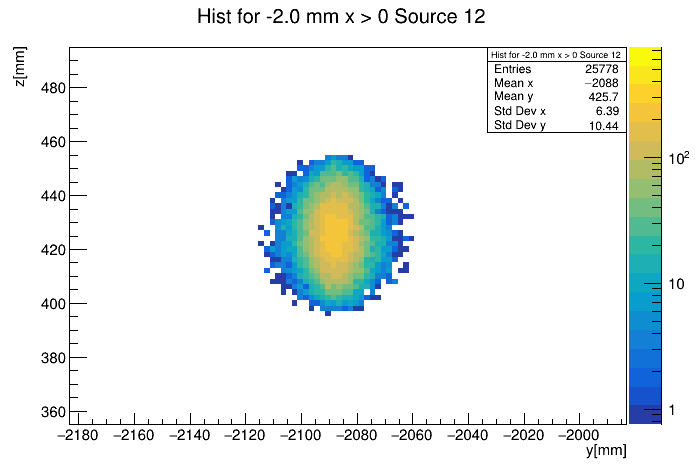 Hist for -2.0 mm x > 0 Source 12
z[mm]
Hist for -2.0 mm x > 0 Source 12
Entries 25778
Mean x −2088
Mean y 425.7
Std Dev x 6.39
Std Dev y 10.44
480
460
440
420
400
380
360
10²
10
1
−2180 −2160 −2140 −2120 −2100 −2080 −2060 −2040 −2020 −2000
y[mm]